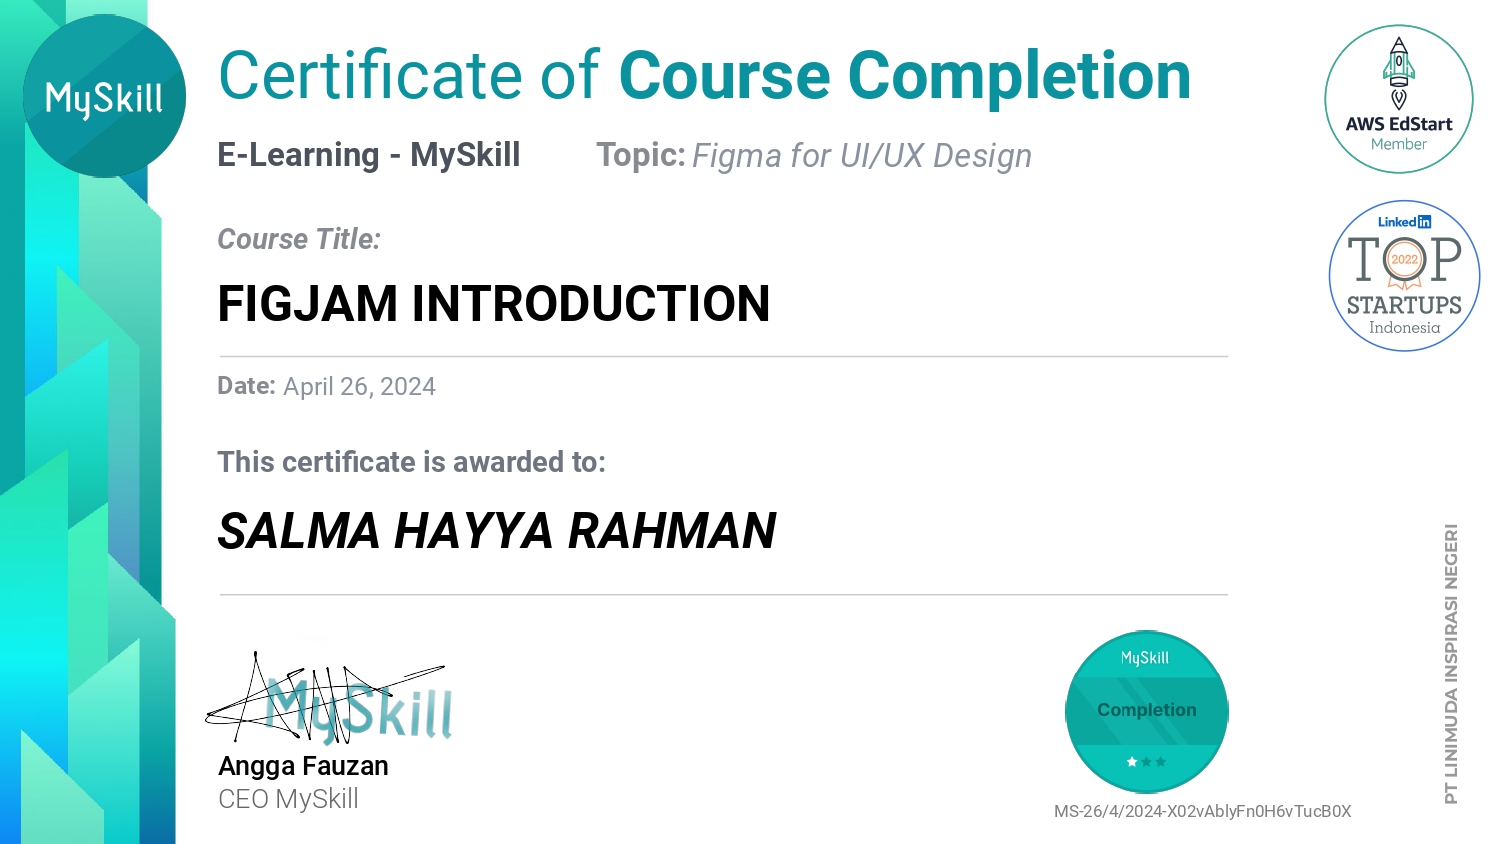 MySkill
Certificate of Course Completion
E-Learning - MySkill Topic: Figma for UI/UX Design
Course Title:
FIGJAM INTRODUCTION
Date: April 26, 2024
This certificate is awarded to:
SALMA HAYYA RAHMAN
MySkill
Angga Fauzan
CEO MySkill
MySkill
Completion
MS-26/4/2024-X02vAblyFn0H6vTucB0X
AWS EdStart
Member
Linked in
TOP
2022
STARTUPS
Indonesia
PT LINIMUDA INSPIRASI NEGERI